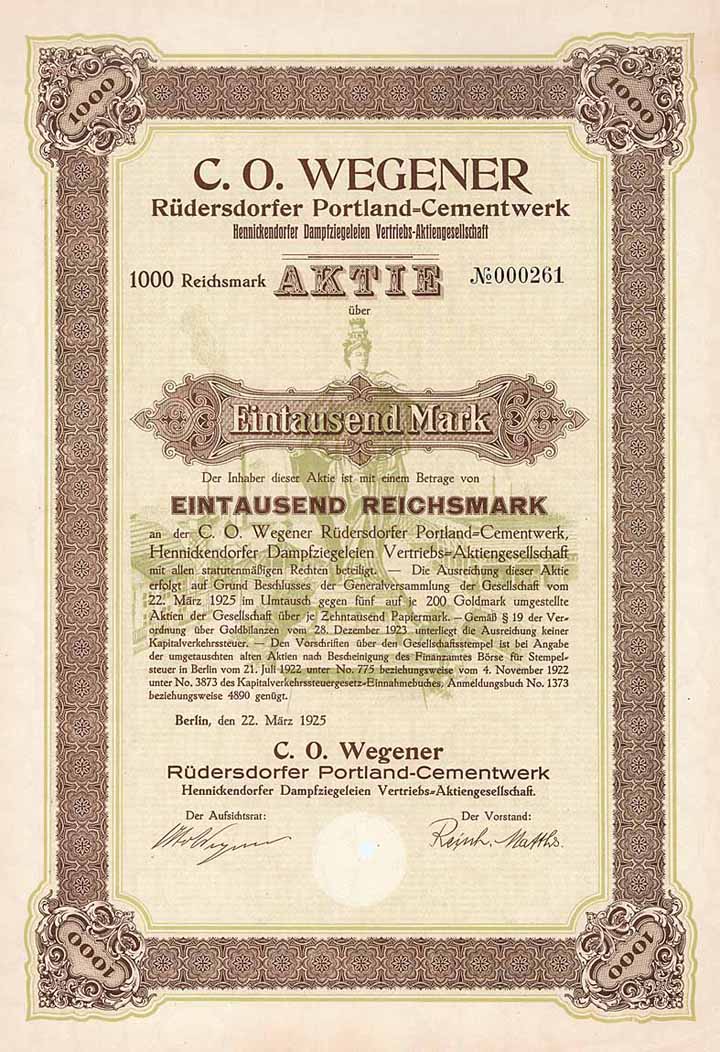 1000
1000
C. O. WEGENER
Rüdersdorfer Portland=Cementwerk
Hennickendorfer Dampfziegeleien Vertriebs-Aktiengesellschaft
1000 Reichsmark AKTIE №000261
über
Eintausend Mark
Der Inhaber dieser Aktie ist mit einem Betrage von
EINTAUSEND REICHSMARK
an der C. O. Wegener Rüdersdorfer Portland=Cementwerk,
Hennickendorfer Dampfziegeleien Vertriebs=Aktiengesellschaft
mit allen statutenmäßigen Rechten beteiligt. — Die Ausreichung dieser Aktie
erfolgt auf Grund Beschlusses der Generalversammlung der Gesellschaft vom
22. März 1925 im Umtausch gegen fünf auf je 200 Goldmark umgestellte
Aktien der Gesellschaft über je Zehntausend Papiermark. — Gemäß § 19 der Ver-
ordnung über Goldbilanzen vom 28. Dezember 1923 unterliegt die Ausreichung keiner
Kapitalverkehrssteuer. — Den Vorschriften über den Gesellschaftsstempel ist bei Angabe
der umgetauschten alten Aktien nach Bescheinigung des Finanzamtes Börse für Stempel-
steuer in Berlin vom 21. Juli 1922 unter No. 775 beziehungsweise vom 4. November 1922
unter No. 3873 des Kapitalverkehrssteuergesetz=Einnahmebuches, Anmeldungsbuch No. 1373
beziehungsweise 4890 genügt.
Berlin, den 22. März 1925
C. O. Wegener
Rüdersdorfer Portland-Cementwerk
Hennickendorfer Dampfziegeleien Vertriebs=Aktiengesellschaft.
Der Aufsichtsrat: Der Vorstand:
Otto Wegener Reinh. Matths.
1000
1000